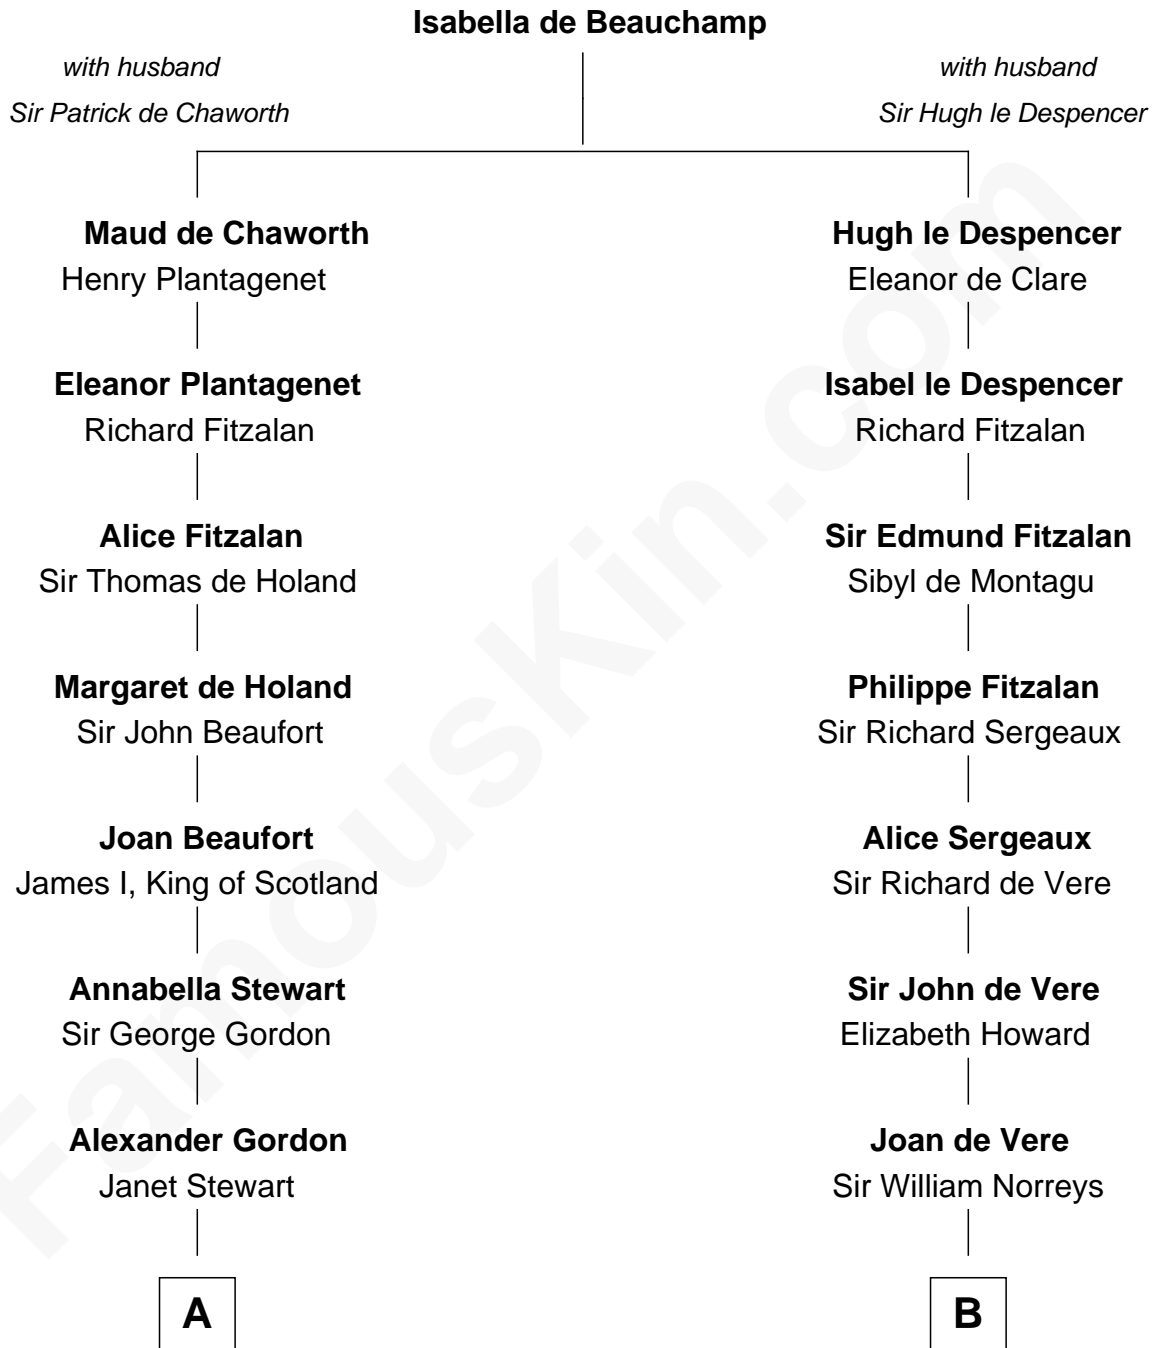 Isabella de Beauchamp
with husband
Sir Patrick de Chaworth
with husband
Sir Hugh le Despencer
Maud de Chaworth
Henry Plantagenet
Hugh le Despencer
Eleanor de Clare
Eleanor Plantagenet
Richard Fitzalan
Isabel le Despencer
Richard Fitzalan
Alice Fitzalan
Sir Thomas de Holand
Sir Edmund Fitzalan
Sibyl de Montagu
Margaret de Holand
Sir John Beaufort
Philippe Fitzalan
Sir Richard Sergeaux
Joan Beaufort
James I, King of Scotland
Alice Sergeaux
Sir Richard de Vere
Annabella Stewart
Sir George Gordon
Sir John de Vere
Elizabeth Howard
Alexander Gordon
Janet Stewart
Joan de Vere
Sir William Norreys
A
B
FamousKin.com